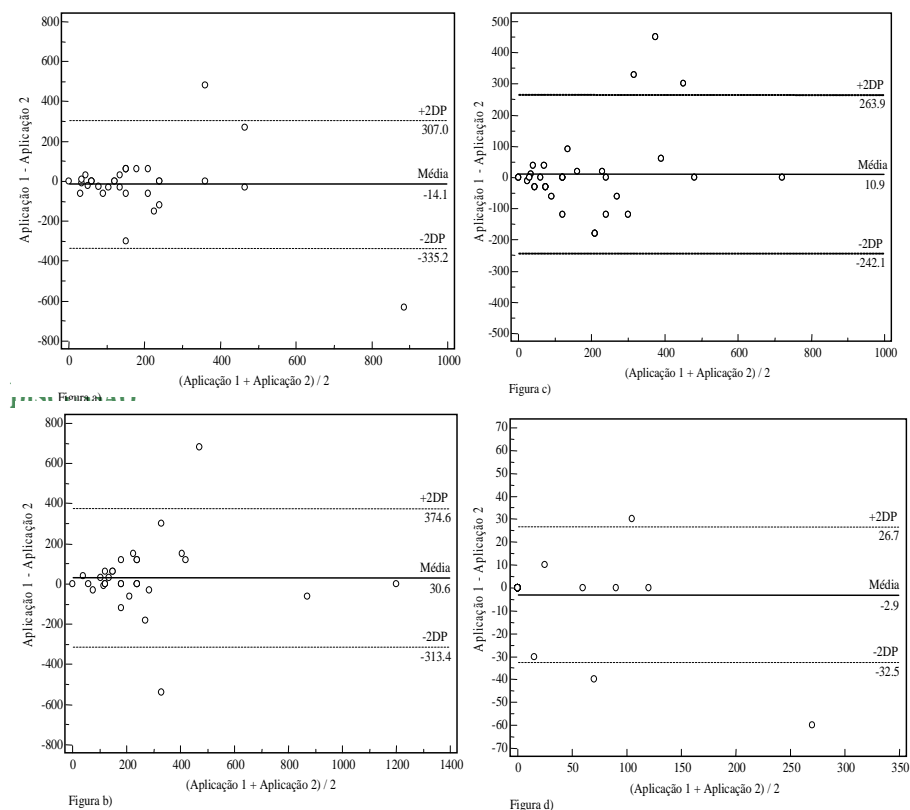 800
600
400
200
0
-200
-400
-600
-800
Aplicação 1 - Aplicação 2
+2DP
307.0
Média
-14.1
-2DP
-335.2
0 200 400 600 800 1000
(Aplicação 1 + Aplicação 2) / 2
Figura a)
500
400
300
200
100
0
-100
-200
-300
-400
-500
Aplicação 1 - Aplicação 2
+2DP
263.9
Média
10.9
-2DP
-242.1
0 200 400 600 800 1000
(Aplicação 1 + Aplicação 2) / 2
Figura c)
800
600
400
200
0
-200
-400
-600
-800
Aplicação 1 - Aplicação 2
+2DP
374.6
Média
30.6
-2DP
-313.4
0 200 400 600 800 1000 1200 1400
(Aplicação 1 + Aplicação 2) / 2
Figura b)
70
60
50
40
30
20
10
0
-10
-20
-30
-40
-50
-60
-70
Aplicação 1 - Aplicação 2
+2DP
26.7
Média
-2.9
-2DP
-32.5
0 50 100 150 200 250 300 350
(Aplicação 1 + Aplicação 2) / 2
Figura d)